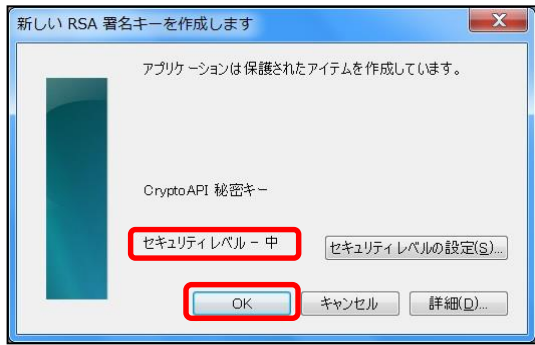 新しい RSA 署名キーを作成します
アプリケーションは保護されたアイテムを作成しています。
CryptoAPI 秘密キー
セキュリティ レベル - 中
セキュリティ レベルの設定(S)...
OK
キャンセル
詳細(D)...